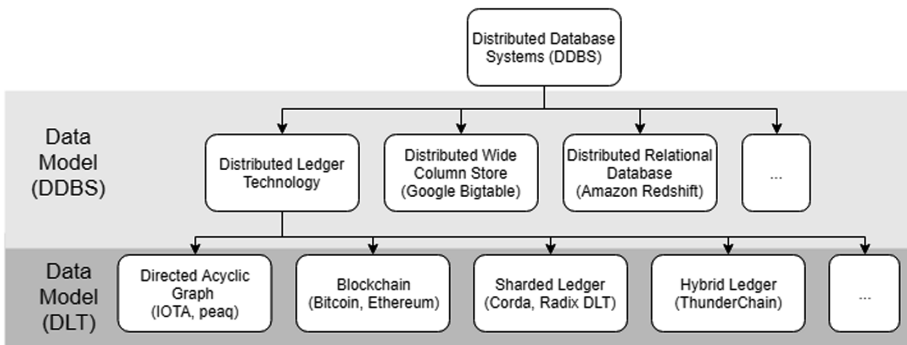 Distributed Database
Systems (DDBS)
Data
Model
(DDBS)
Distributed Ledger
Technology
Distributed Wide
Column Store
(Google Bigtable)
Distributed Relational
Database
(Amazon Redshift)
...
Data
Model
(DLT)
Directed Acyclic
Graph
(IOTA, peaq)
Blockchain
(Bitcoin, Ethereum)
Sharded Ledger
(Corda, Radix DLT)
Hybrid Ledger
(ThunderChain)
...